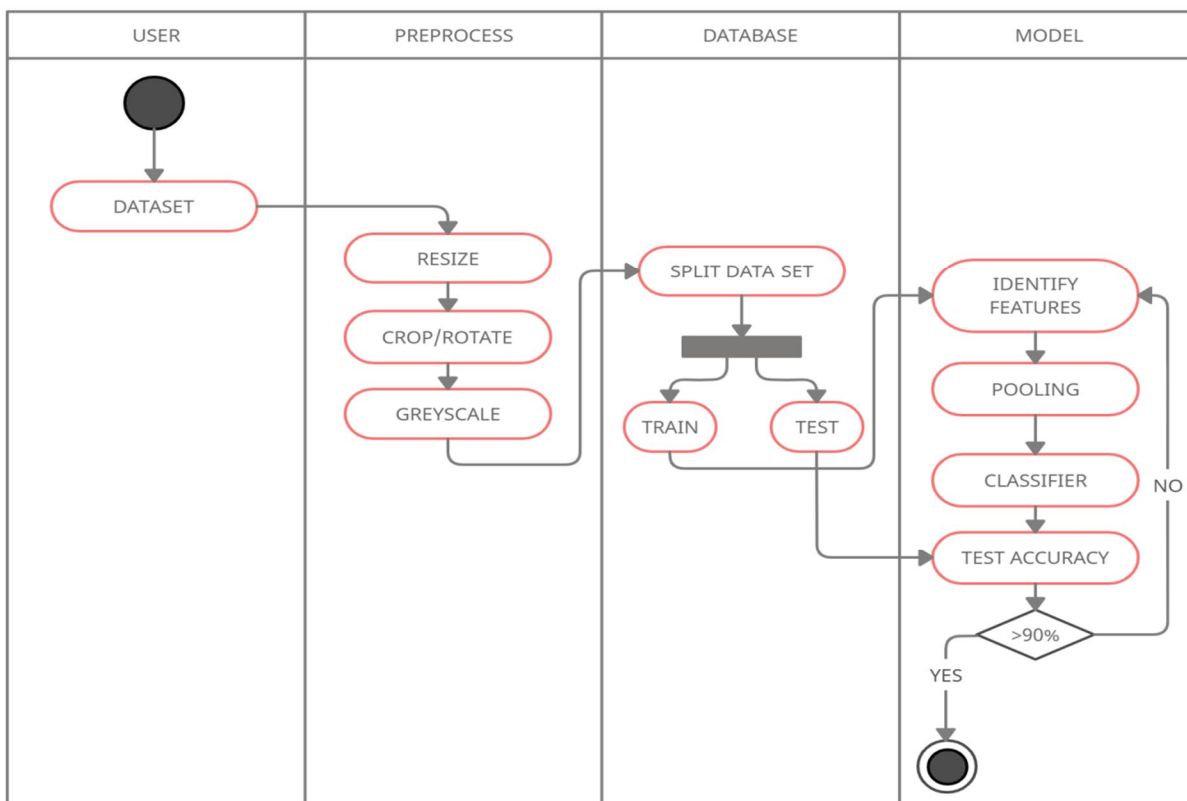 USER
PREPROCESS
DATABASE
MODEL
DATASET
RESIZE
CROP/ROTATE
GREYSCALE
SPLIT DATA SET
TRAIN
TEST
IDENTIFY
FEATURES
POOLING
CLASSIFIER
TEST ACCURACY
>90%
NO
YES